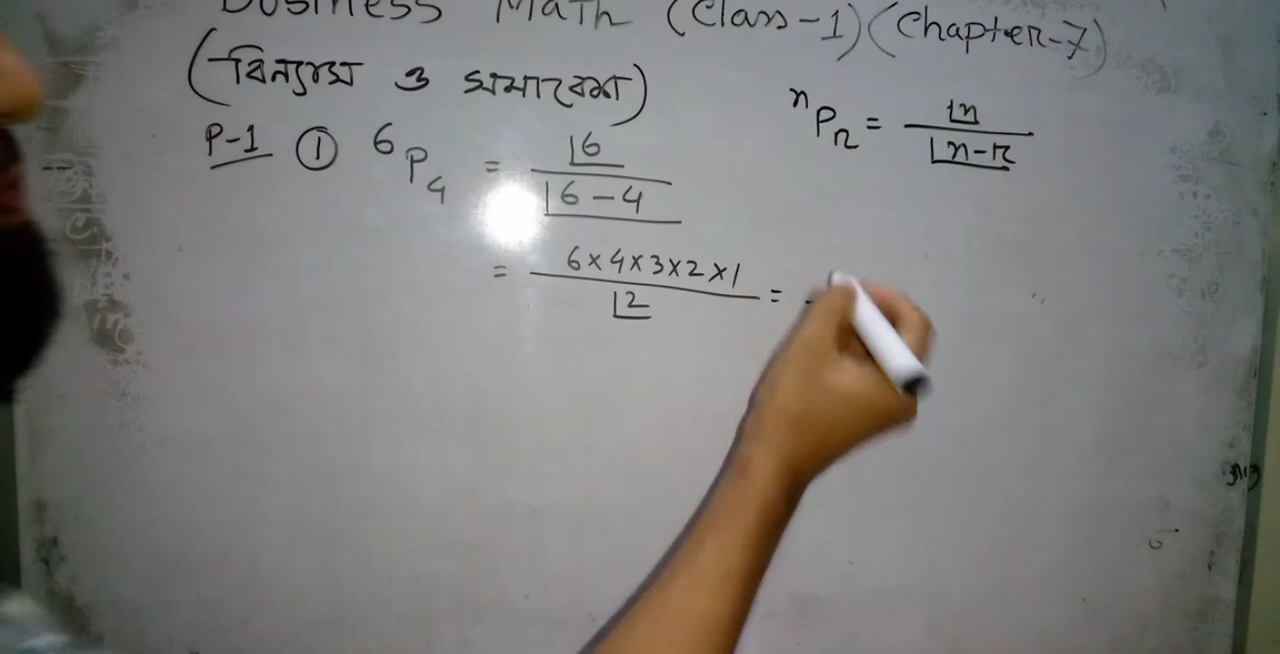 Business Math (Class-1) (Chapter-7)
(বিন্যাস ও সমাবেশ)
P-1 ① ⁶P₄ = ⌊6 / ⌊6-4
ⁿPᵣ = ⌊n / ⌊n-r
= 6×4×3×2×1 / ⌊2 =